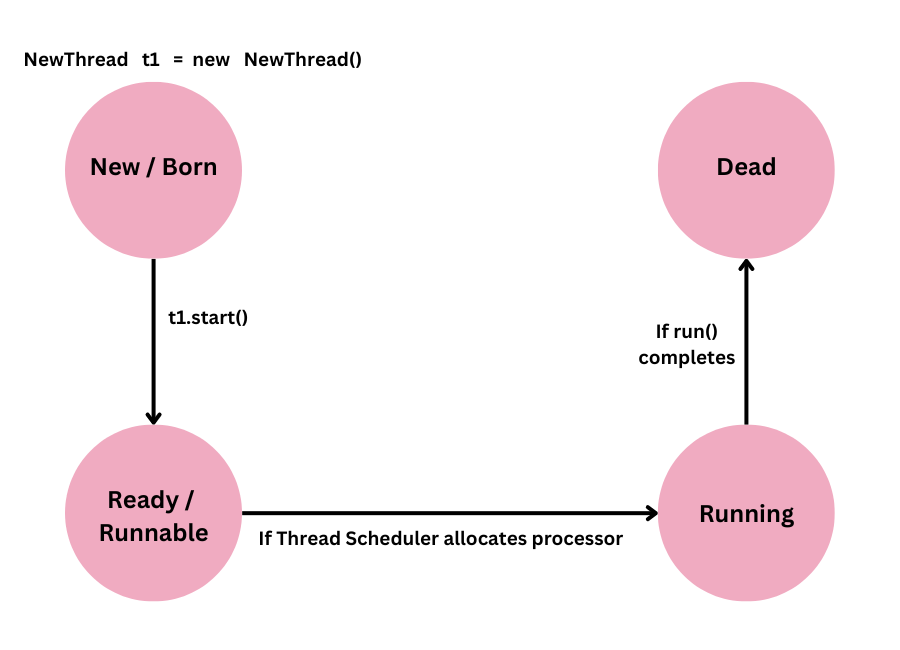 NewThread t1 = new NewThread()
New / Born
Dead
t1.start()
If run()
completes
Ready /
Runnable
Running
If Thread Scheduler allocates processor